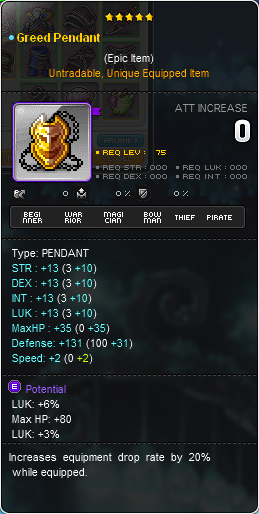 Greed Pendant
(Epic Item)
Untradable, Unique Equipped Item
ATT INCREASE
0
REQ LEV : 75
REQ STR : 000 REQ LUK : 000
REQ DEX : 000 REQ INT : 000
0 0 % 0 %
BEGINNER WARRIOR MAGICIAN BOWMAN THIEF PIRATE
Type: PENDANT
STR : +13 (3 +10)
DEX : +13 (3 +10)
INT : +13 (3 +10)
LUK : +13 (3 +10)
MaxHP : +35 (0 +35)
Defense: +131 (100 +31)
Speed: +2 (0 +2)
E Potential
LUK: +6%
Max HP: +80
LUK: +3%
Increases equipment drop rate by 20%
while equipped.